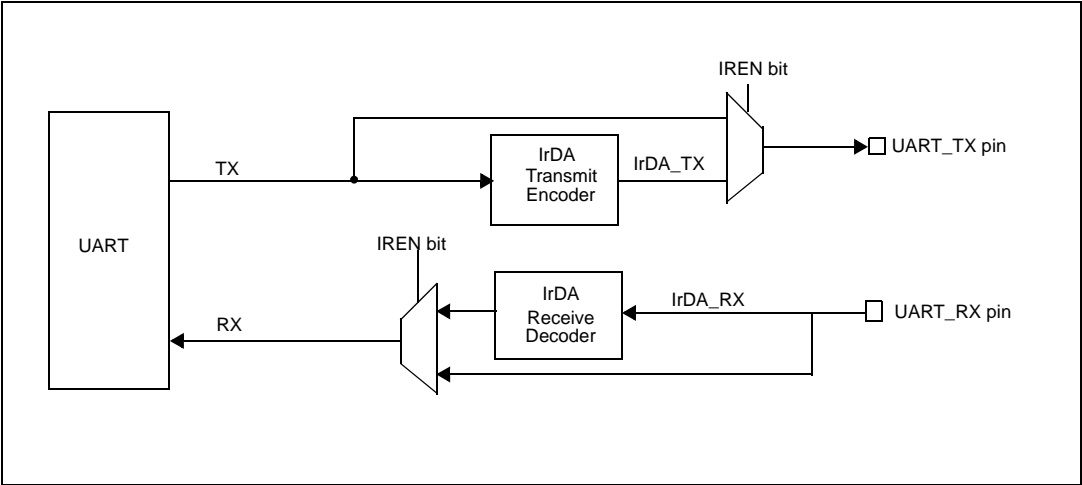 IREN bit
IrDA
Transmit
Encoder
TX
IrDA_TX
UART_TX pin
UART
IREN bit
IrDA
Receive
Decoder
IrDA_RX
UART_RX pin
RX